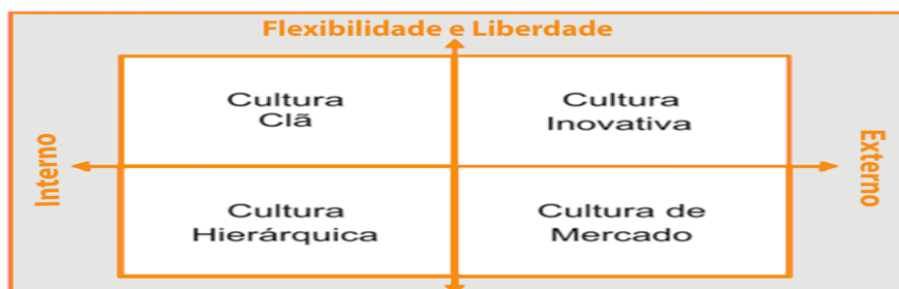 Flexibilidade e Liberdade
Cultura
Clã
Cultura
Inovativa
Interno
Externo
Cultura
Hierárquica
Cultura de
Mercado